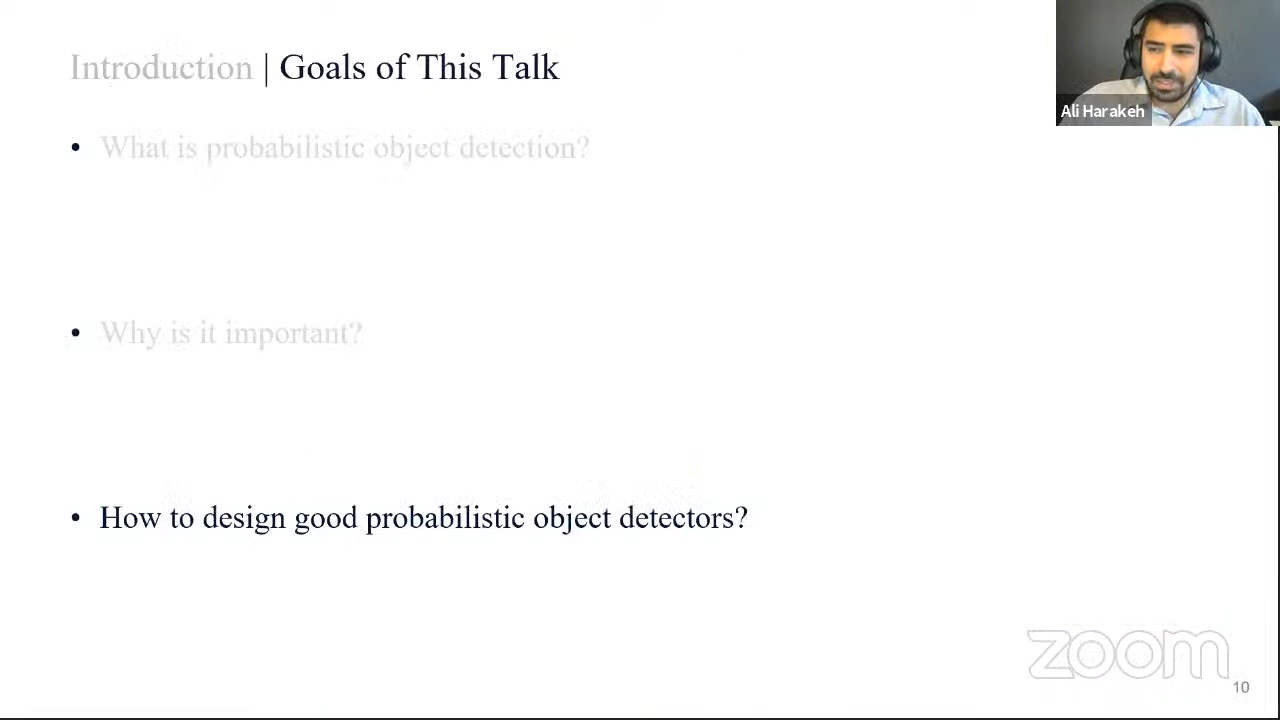 Introduction | Goals of This Talk
Ali Harakeh
• What is probabilistic object detection?
• Why is it important?
• How to design good probabilistic object detectors?
zoom
10